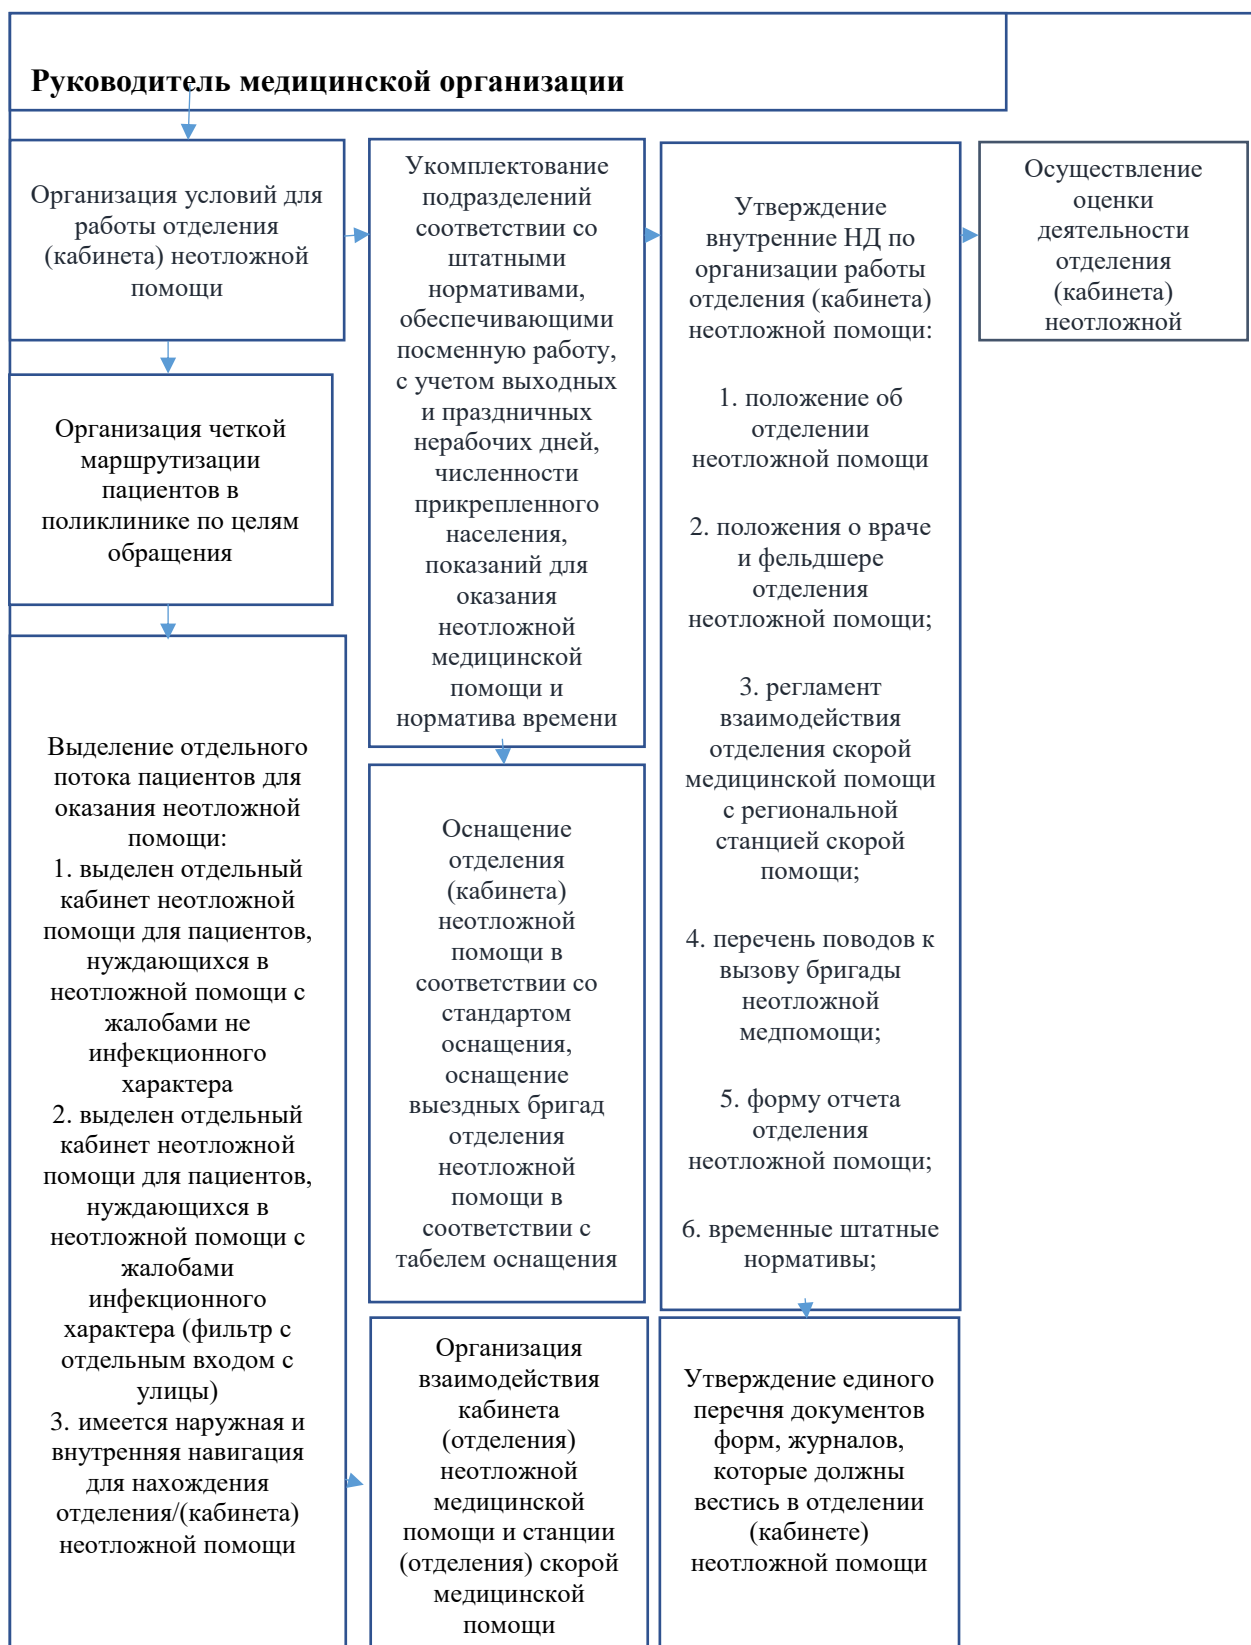 Руководитель медицинской организации
Организация условий для
работы отделения
(кабинета) неотложной
помощи
Организация четкой
маршрутизации
пациентов в
поликлинике по целям
обращения
Выделение отдельного
потока пациентов для
оказания неотложной
помощи:
1. выделен отдельный
кабинет неотложной
помощи для пациентов,
нуждающихся в
неотложной помощи с
жалобами не
инфекционного
характера
2. выделен отдельный
кабинет неотложной
помощи для пациентов,
нуждающихся в
неотложной помощи с
жалобами
инфекционного
характера (фильтр с
отдельным входом с
улицы)
3. имеется наружная и
внутренняя навигация
для нахождения
отделения/(кабинета)
неотложной помощи
Укомплектование
подразделений
соответствии со
штатными
нормативами,
обеспечивающими
посменную работу,
с учетом выходных
и праздничных
нерабочих дней,
численности
прикрепленного
населения,
показаний для
оказания
неотложной
медицинской
помощи и
норматива времени
Оснащение
отделения
(кабинета)
неотложной
помощи в
соответствии со
стандартом
оснащения,
оснащение
выездных бригад
отделения
неотложной
помощи в
соответствии с
табелем оснащения
Организация
взаимодействия
кабинета
(отделения)
неотложной
медицинской
помощи и станции
(отделения) скорой
медицинской
помощи
Утверждение
внутренние НД по
организации работы
отделения (кабинета)
неотложной помощи:
1. положение об
отделении
неотложной помощи
2. положения о враче
и фельдшере
отделения
неотложной помощи;
3. регламент
взаимодействия
отделения скорой
медицинской помощи
с региональной
станцией скорой
помощи;
4. перечень поводов к
вызову бригады
неотложной
медпомощи;
5. форму отчета
отделения
неотложной помощи;
6. временные штатные
нормативы;
Утверждение единого
перечня документов
форм, журналов,
которые должны
вестись в отделении
(кабинете)
неотложной помощи
Осуществление
оценки
деятельности
отделения
(кабинета)
неотложной